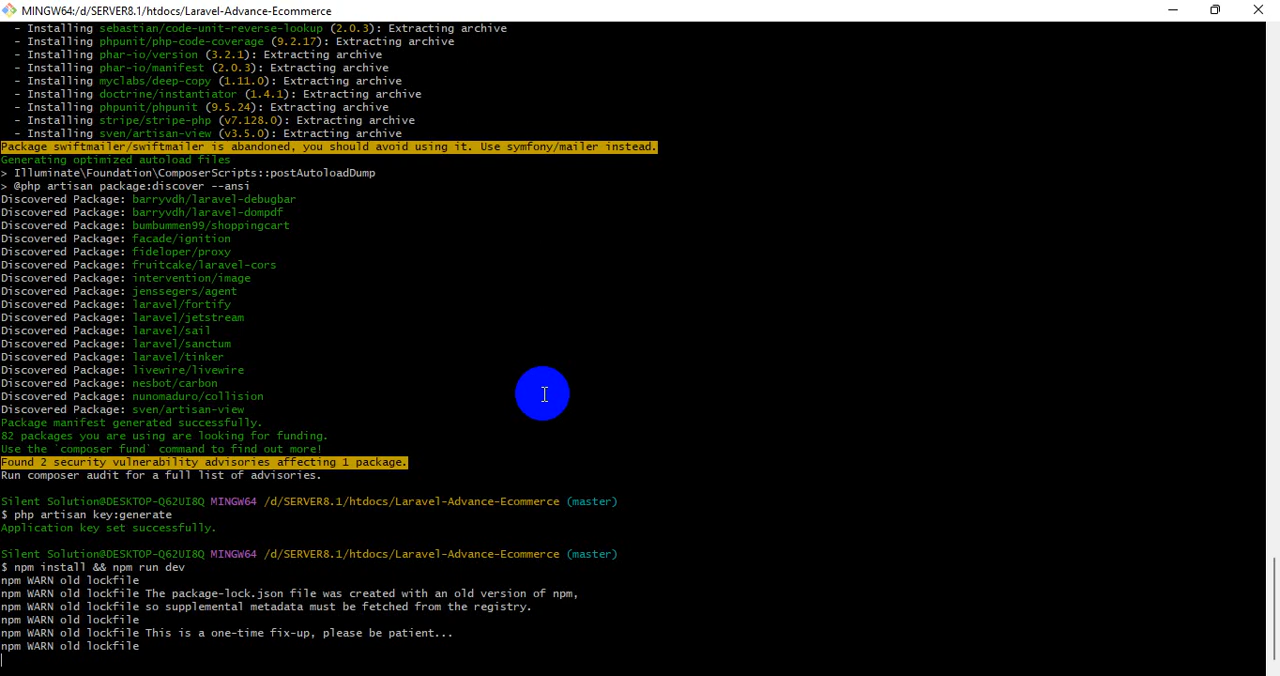 MINGW64:/d/SERVER8.1/htdocs/Laravel-Advance-Ecommerce
- Installing sebastian/code-unit-reverse-lookup (2.0.3): Extracting archive
- Installing phpunit/php-code-coverage (9.2.17): Extracting archive
- Installing phar-io/version (3.2.1): Extracting archive
- Installing phar-io/manifest (2.0.3): Extracting archive
- Installing myclabs/deep-copy (1.11.0): Extracting archive
- Installing doctrine/instantiator (1.4.1): Extracting archive
- Installing phpunit/phpunit (9.5.24): Extracting archive
- Installing stripe/stripe-php (v7.128.0): Extracting archive
- Installing sven/artisan-view (v3.5.0): Extracting archive
Package swiftmailer/swiftmailer is abandoned, you should avoid using it. Use symfony/mailer instead.
Generating optimized autoload files
> Illuminate\Foundation\ComposerScripts::postAutoloadDump
> @php artisan package:discover --ansi
Discovered Package: barryvdh/laravel-debugbar
Discovered Package: barryvdh/laravel-dompdf
Discovered Package: bumbummen99/shoppingcart
Discovered Package: facade/ignition
Discovered Package: fideloper/proxy
Discovered Package: fruitcake/laravel-cors
Discovered Package: intervention/image
Discovered Package: jenssegers/agent
Discovered Package: laravel/fortify
Discovered Package: laravel/jetstream
Discovered Package: laravel/sail
Discovered Package: laravel/sanctum
Discovered Package: laravel/tinker
Discovered Package: livewire/livewire
Discovered Package: nesbot/carbon
Discovered Package: nunomaduro/collision
Discovered Package: sven/artisan-view
Package manifest generated successfully.
82 packages you are using are looking for funding.
Use the `composer fund` command to find out more!
Found 2 security vulnerability advisories affecting 1 package.
Run composer audit for a full list of advisories.
Silent Solution@DESKTOP-Q62UI8Q MINGW64 /d/SERVER8.1/htdocs/Laravel-Advance-Ecommerce (master)
$ php artisan key:generate
Application key set successfully.
Silent Solution@DESKTOP-Q62UI8Q MINGW64 /d/SERVER8.1/htdocs/Laravel-Advance-Ecommerce (master)
$ npm install && npm run dev
npm WARN old lockfile
npm WARN old lockfile The package-lock.json file was created with an old version of npm,
npm WARN old lockfile so supplemental metadata must be fetched from the registry.
npm WARN old lockfile
npm WARN old lockfile This is a one-time fix-up, please be patient...
npm WARN old lockfile